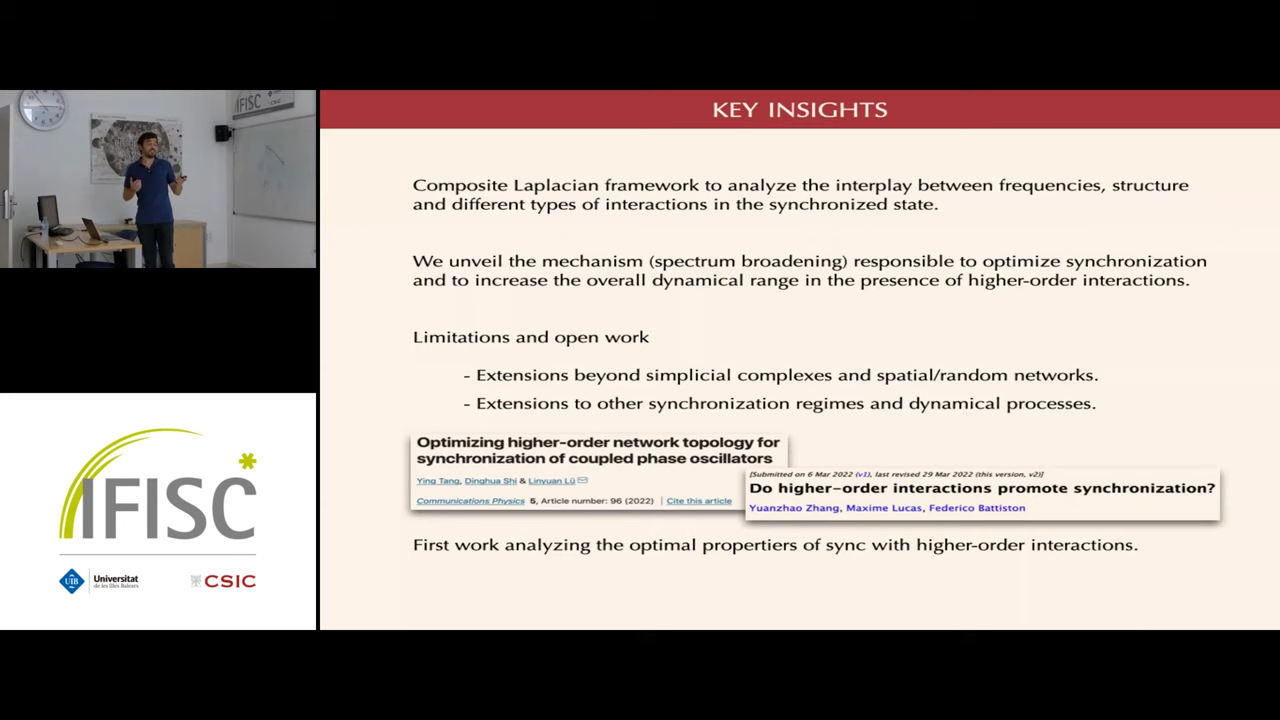 KEY INSIGHTS
Composite Laplacian framework to analyze the interplay between frequencies, structure
and different types of interactions in the synchronized state.
We unveil the mechanism (spectrum broadening) responsible to optimize synchronization
and to increase the overall dynamical range in the presence of higher-order interactions.
Limitations and open work
- Extensions beyond simplicial complexes and spatial/random networks.
- Extensions to other synchronization regimes and dynamical processes.
Optimizing higher-order network topology for
synchronization of coupled phase oscillators
Ying Tang, Dinghua Shi & Linyuan Lü
Communications Physics 5, Article number: 96 (2022) | Cite this article
[Submitted on 6 Mar 2022 (v1), last revised 29 Mar 2022 (this version, v2)]
Do higher-order interactions promote synchronization?
Yuanzhao Zhang, Maxime Lucas, Federico Battiston
First work analyzing the optimal propertiers of sync with higher-order interactions.
IFISC
IFISC
UIB
Universitat
de les Illes Balears
CSIC